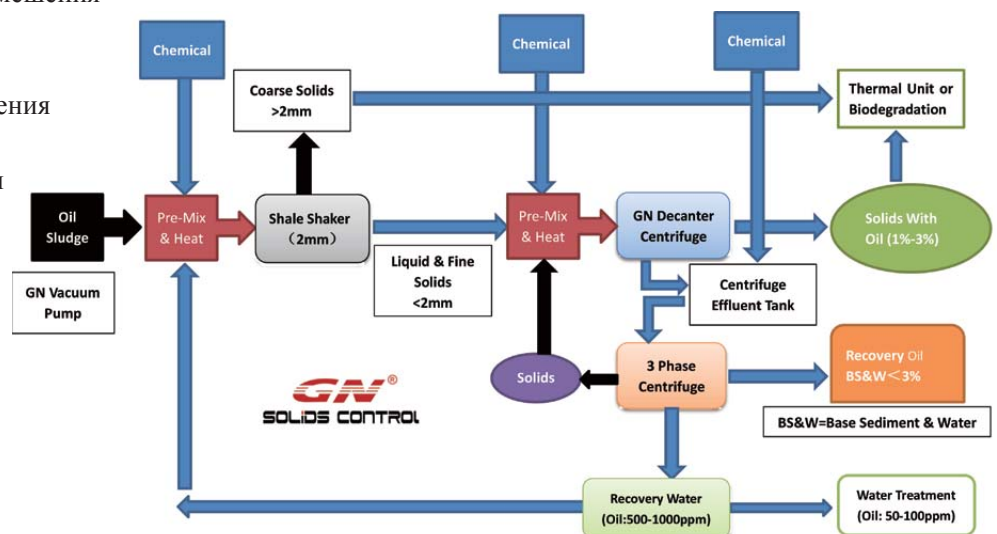 Chemical
Chemical
Chemical
Coarse Solids
>2mm
Thermal Unit or
Biodegradation
Oil
Sludge
Pre-Mix
& Heat
Shale Shaker
(2mm)
Pre-Mix
& Heat
GN Decanter
Centrifuge
Solids With
Oil (1%-3%)
GN Vacuum
Pump
Liquid & Fine
Solids
<2mm
Centrifuge
Effluent Tank
Solids
3 Phase
Centrifuge
Recovery Oil
BS&W<3%
GN®
SOLIDS CONTROL
BS&W=Base Sediment & Water
Recovery Water
(Oil:500-1000ppm)
Water Treatment
(Oil: 50-100ppm)